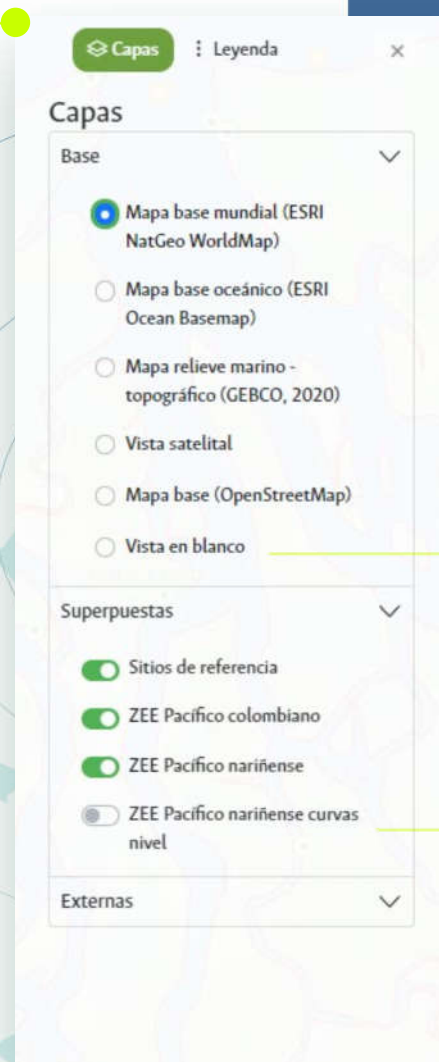 Capas
Leyenda
Capas
Base
Mapa base mundial (ESRI
NatGeo WorldMap)
Mapa base oceánico (ESRI
Ocean Basemap)
Mapa relieve marino -
topográfico (GEBCO, 2020)
Vista satelital
Mapa base (OpenStreetMap)
Vista en blanco
Superpuestas
Sitios de referencia
ZEE Pacífico colombiano
ZEE Pacífico nariñense
ZEE Pacífico nariñense curvas
nivel
Externas